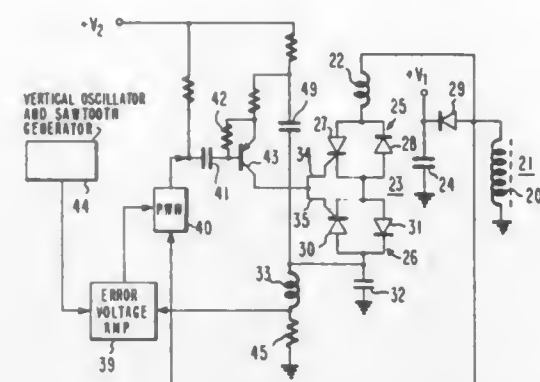 +V2
22
+V1
29
VERTICAL OSCILLATOR
AND SAWTOOTH
GENERATOR
42
49
27
25
28
21
43
34
23
24
20
44
41
PWM
35
40
30
31
26
33
32
ERROR
VOLTAGE
AMP
39
45